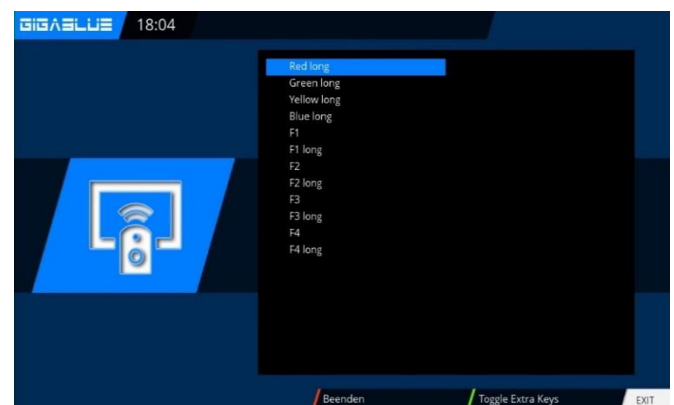 GIGABLUE 18:04
Red long
Green long
Yellow long
Blue long
F1
F1 long
F2
F2 long
F3
F3 long
F4
F4 long
Beenden Toggle Extra Keys EXIT